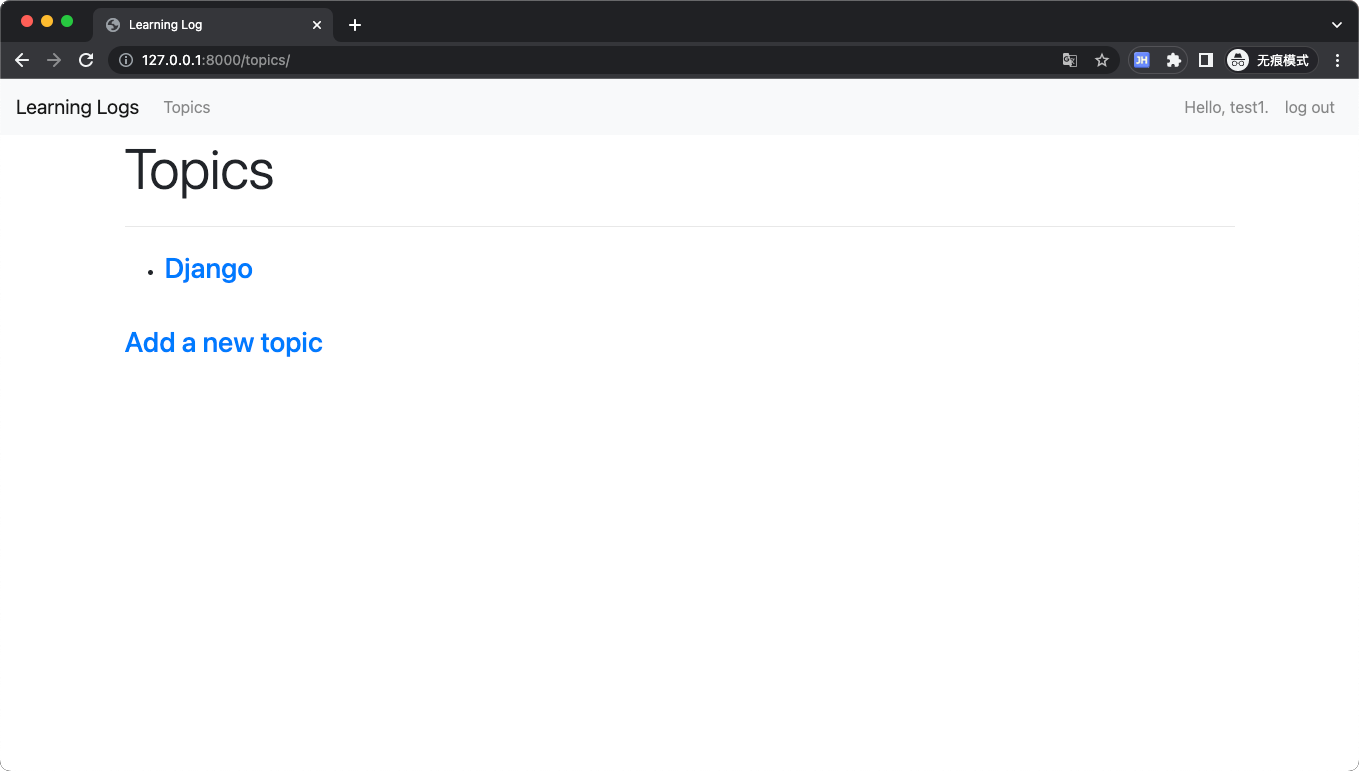 Learning Log
127.0.0.1:8000/topics/
JH
无痕模式
Learning Logs Topics Hello, test1. log out
Topics
Django
Add a new topic